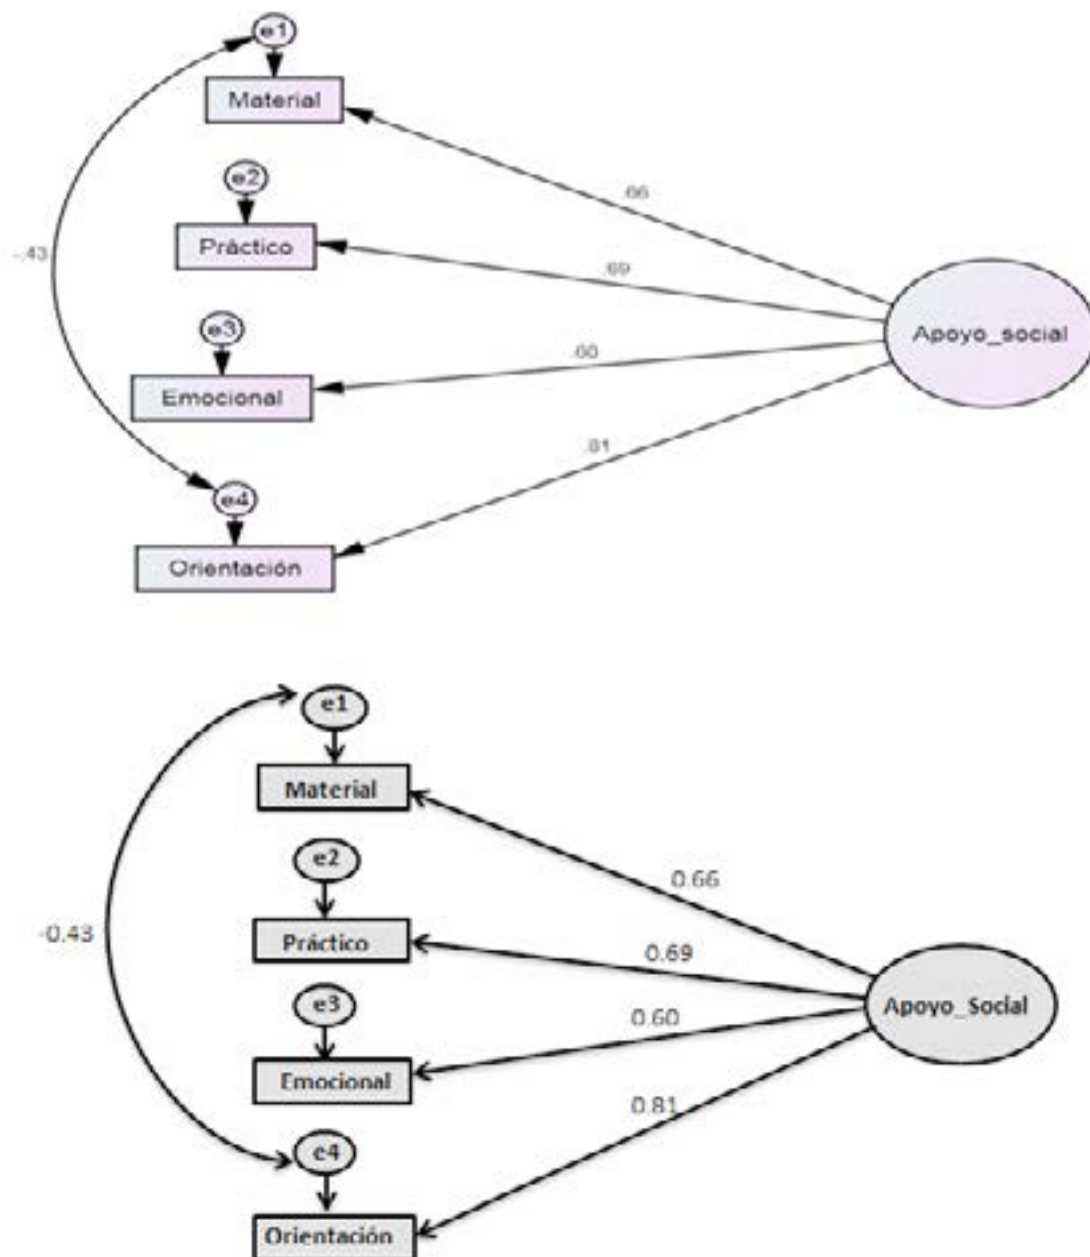 e1
Material
.66
e2
-.43
Práctico
.69
e3
Apoyo_social
.60
Emocional
.81
e4
Orientación
e1
Material
e2
0.66
-0.43
Práctico
0.69
e3
Apoyo_Social
0.60
Emocional
0.81
e4
Orientación